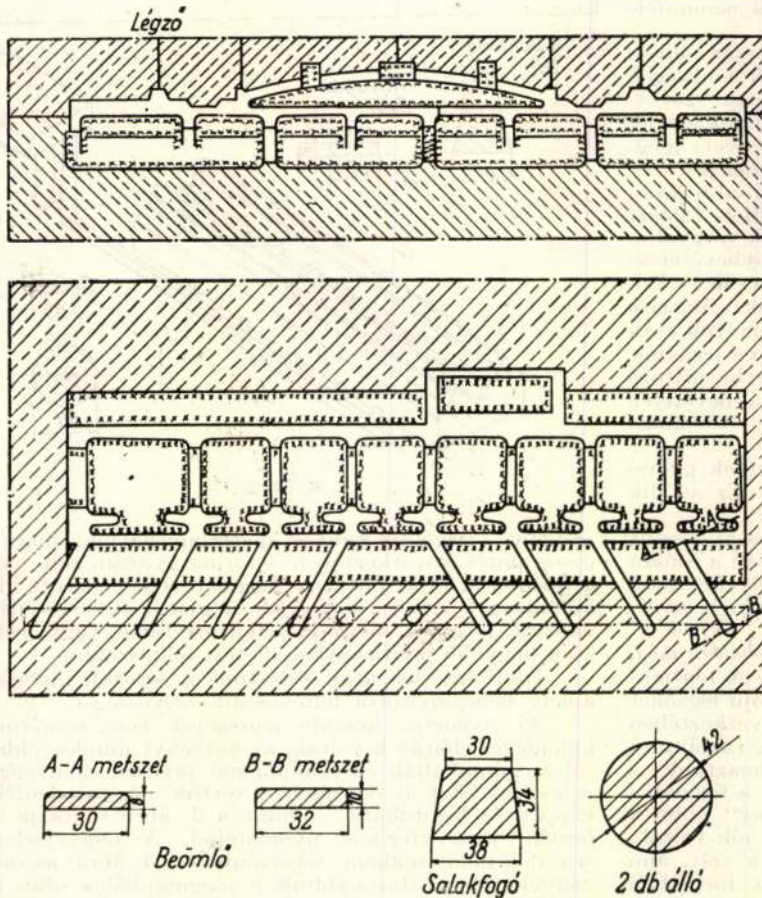 Légző
A
A
B
B
A-A metszet
8
30
B-B metszet
10
32
Beömlő
30
34
38
Salakfogó
42
2 db álló